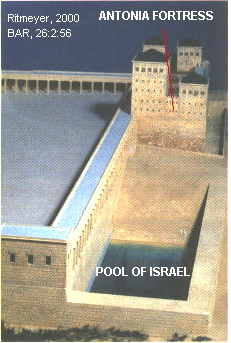 Ritmeyer, 2000
BAR, 26:2:56
ANTONIA FORTRESS
POOL OF ISRAEL